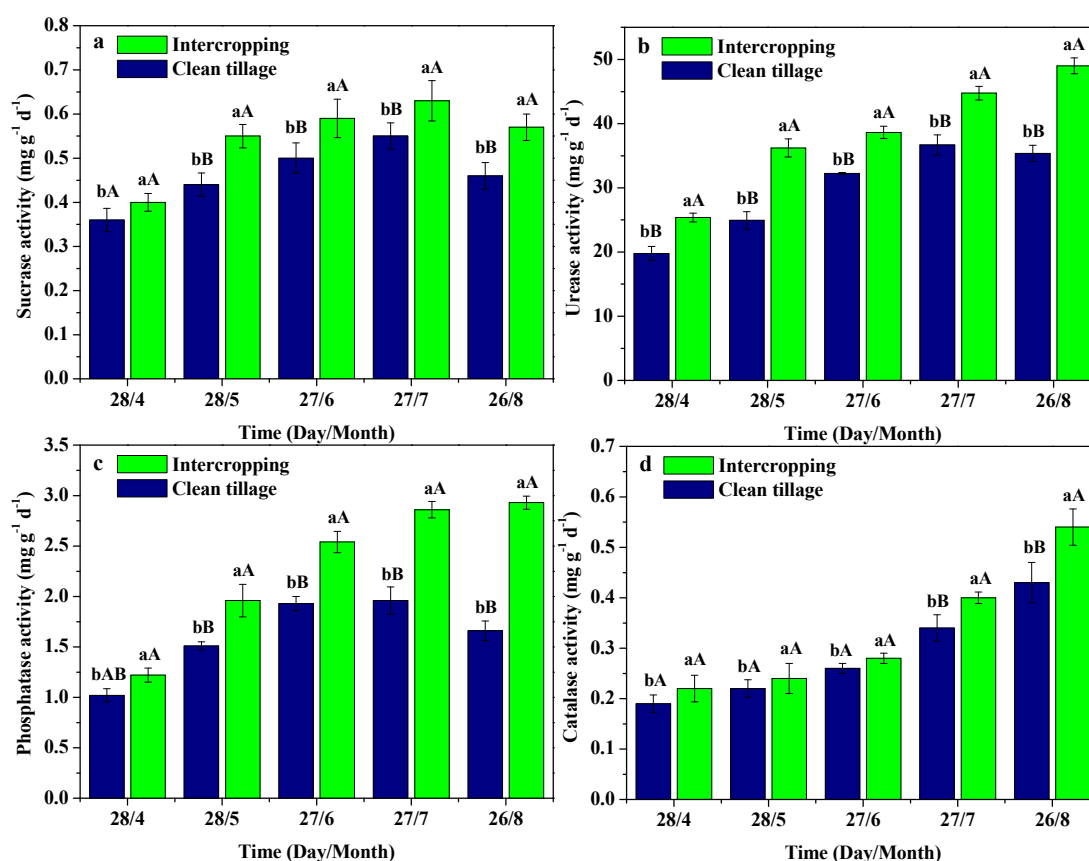 a
Intercropping
Clean tillage
Sucrase activity (mg g⁻¹ d⁻¹)
0.8
0.7
0.6
0.5
0.4
0.3
0.2
0.1
0.0
bA aA bB aA bB aA bB aA bB aA
28/4 28/5 27/6 27/7 26/8
Time (Day/Month)
b
Intercropping
Clean tillage
Urease activity (mg g⁻¹ d⁻¹)
50
40
30
20
10
0
bB aA bB aA bB aA bB aA bB aA
28/4 28/5 27/6 27/7 26/8
Time (Day/Month)
c
Intercropping
Clean tillage
Phosphatase activity (mg g⁻¹ d⁻¹)
3.5
3.0
2.5
2.0
1.5
1.0
0.5
0.0
bAB aA bB aA bB aA bB aA bB aA
28/4 28/5 27/6 27/7 26/8
Time (Day/Month)
d
Intercropping
Clean tillage
Catalase activity (mg g⁻¹ d⁻¹)
0.7
0.6
0.5
0.4
0.3
0.2
0.1
0.0
bA aA bA aA bA aA bB aA bB aA
28/4 28/5 27/6 27/7 26/8
Time (Day/Month)